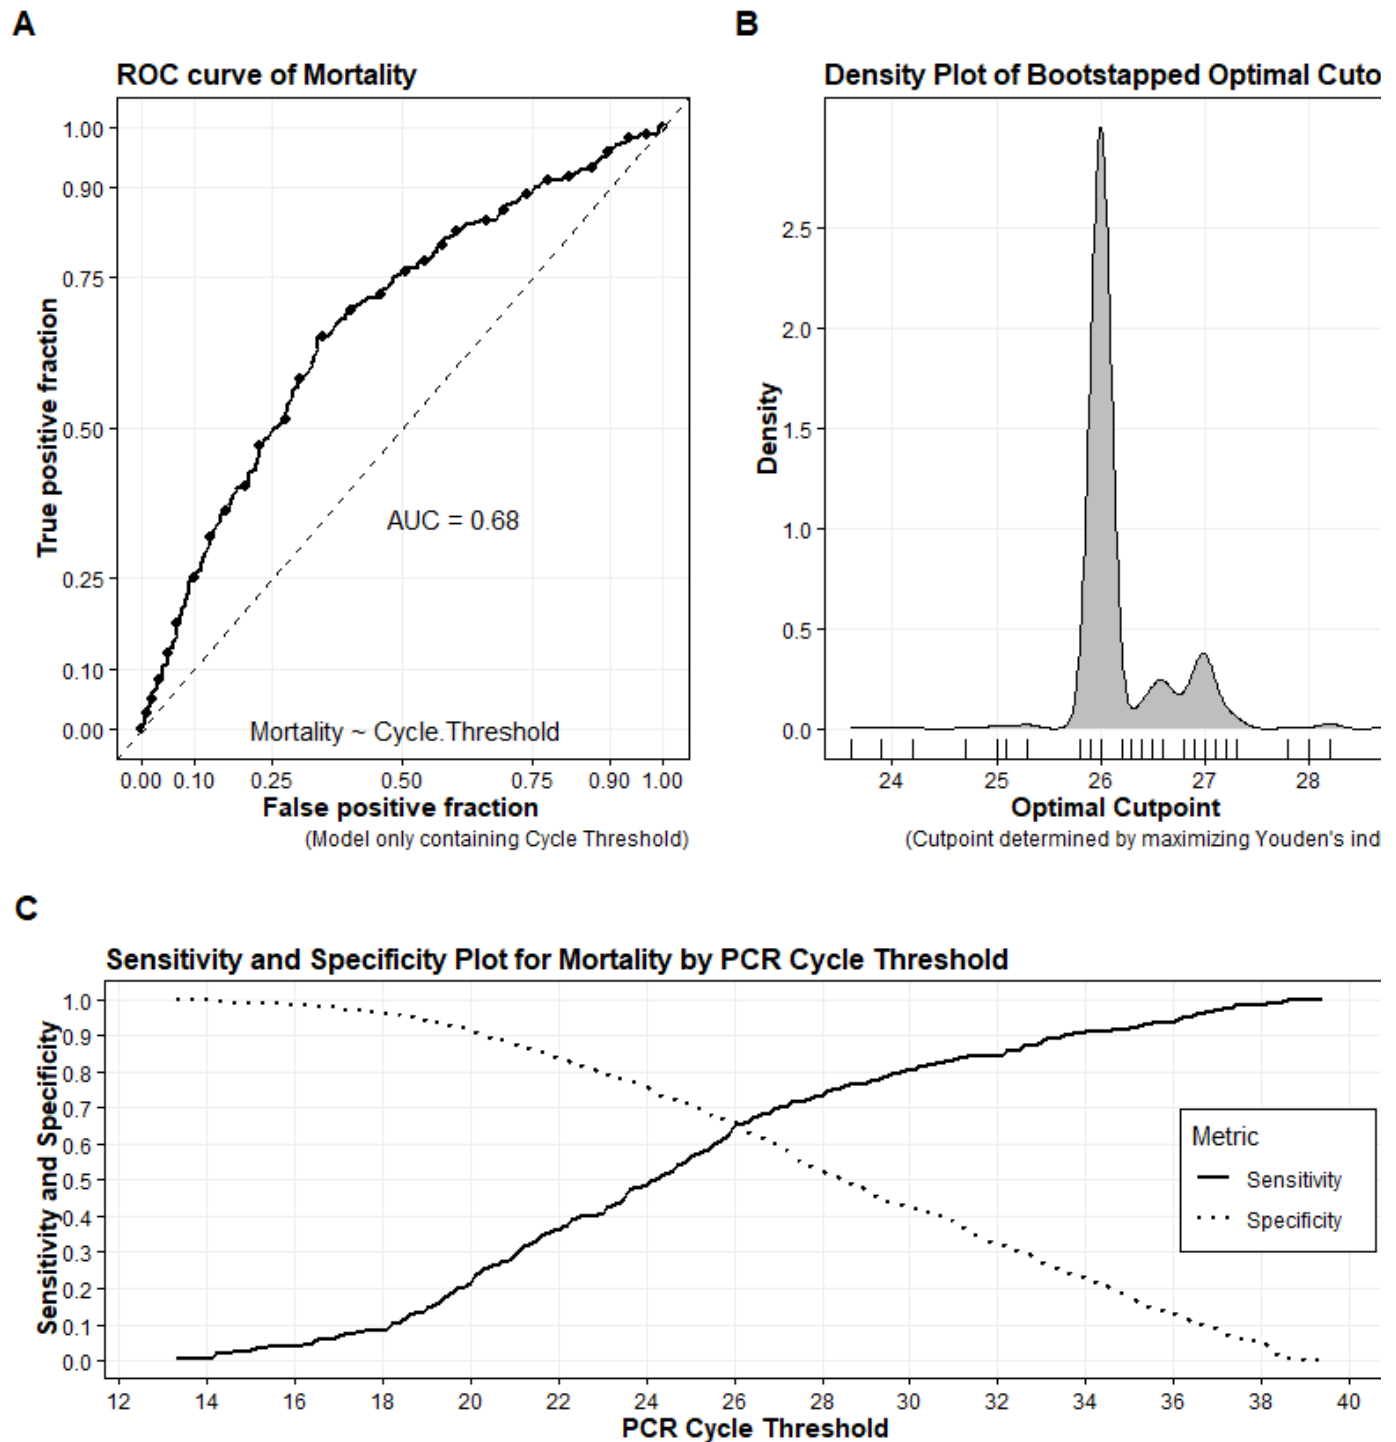 A
B
ROC curve of Mortality
Density Plot of Bootstapped Optimal Cuto
1.00
0.90
0.75
0.50
0.25
0.10
0.00
True positive fraction
AUC = 0.68
Mortality ~ Cycle.Threshold
0.00 0.10 0.25 0.50 0.75 0.90 1.00
False positive fraction
(Model only containing Cycle Threshold)
2.5
2.0
1.5
1.0
0.5
0.0
Density
24 25 26 27 28
Optimal Cutpoint
(Cutpoint determined by maximizing Youden's ind
C
Sensitivity and Specificity Plot for Mortality by PCR Cycle Threshold
1.0
0.9
0.8
0.7
0.6
0.5
0.4
0.3
0.2
0.1
0.0
Sensitivity and Specificity
Metric
Sensitivity
Specificity
12 14 16 18 20 22 24 26 28 30 32 34 36 38 40
PCR Cycle Threshold